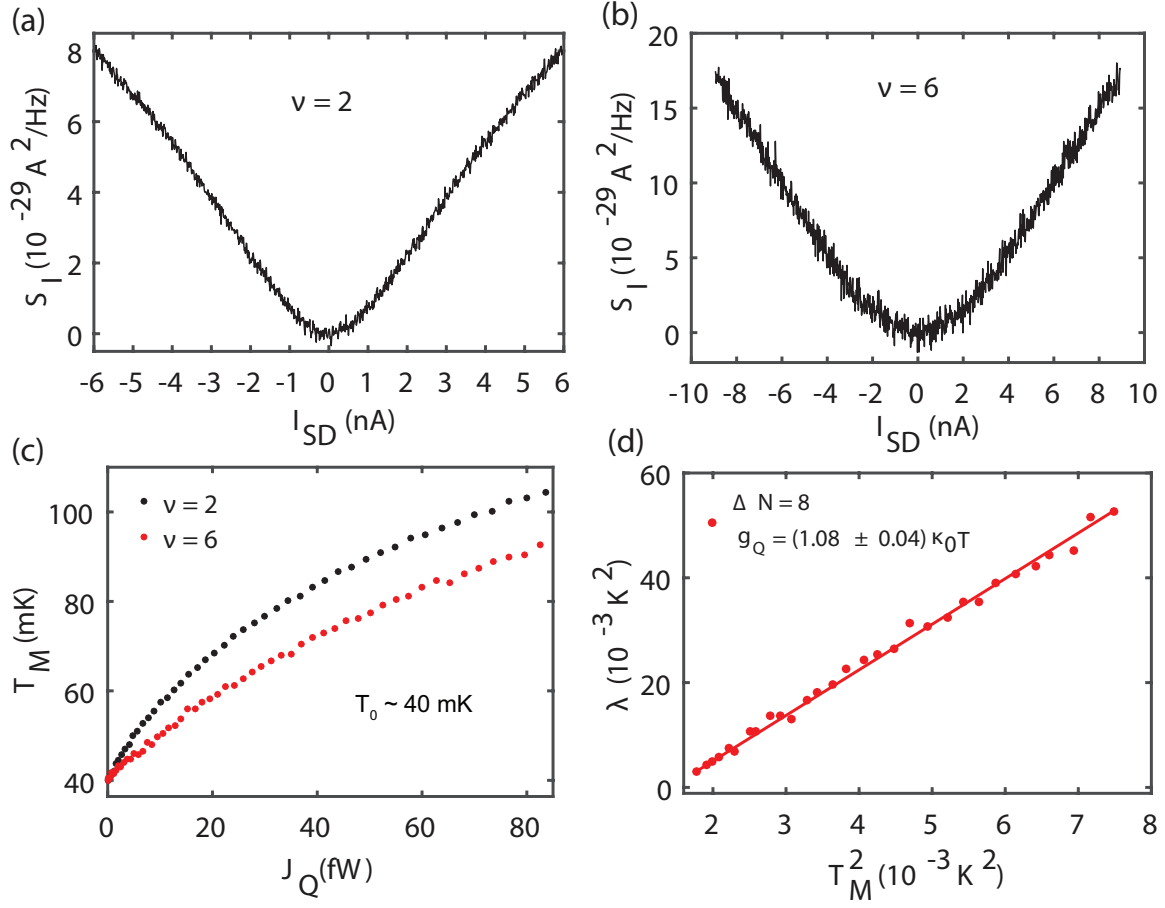 (a)
8
6
4
2
0
S_I (10^-29 A^2/Hz)
ν = 2
-6 -5 -4 -3 -2 -1 0 1 2 3 4 5 6
I_SD (nA)
(b)
20
15
10
5
0
S_I (10^-29 A^2/Hz)
ν = 6
-10 -8 -6 -4 -2 0 2 4 6 8 10
I_SD (nA)
(c)
100
80
60
40
T_M (mK)
ν = 2
ν = 6
T_0 ~ 40 mK
0 20 40 60 80
J_Q (fW)
(d)
60
40
20
0
λ (10^-3 K^2)
Δ N = 8
g_Q = (1.08 ± 0.04) κ_0T
2 3 4 5 6 7 8
T_M^2 (10^-3 K^2)